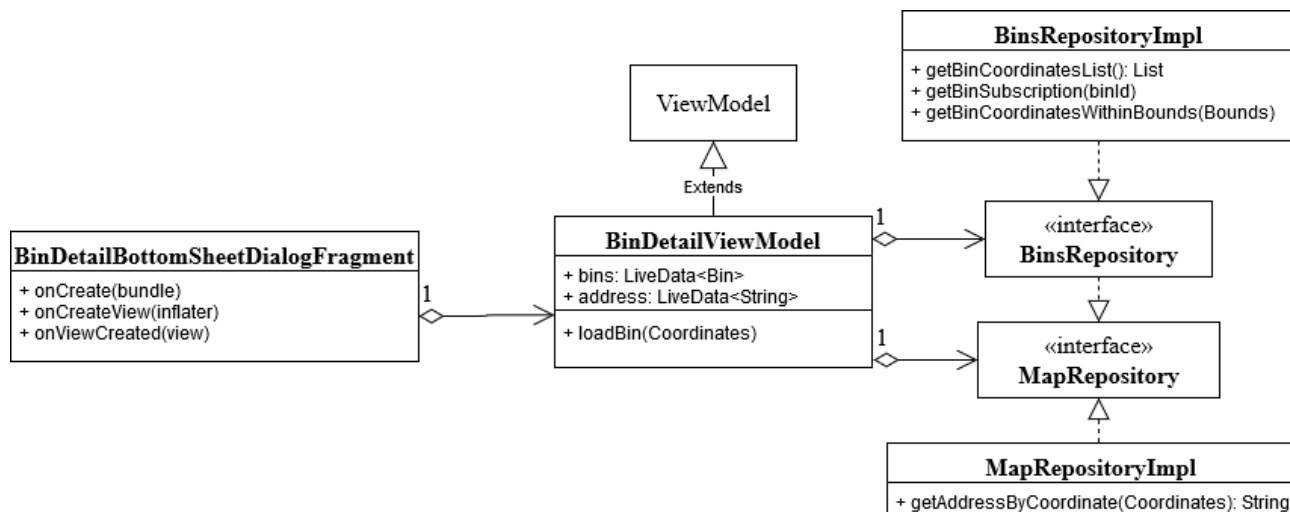 BinsRepositoryImpl
+ getBinCoordinatesList(): List
+ getBinSubscription(binId)
+ getBinCoordinatesWithinBounds(Bounds)
ViewModel
Extends
BinDetailBottomSheetDialogFragment
+ onCreate(bundle)
+ onCreateView(inflater)
+ onViewCreated(view)
1
BinDetailViewModel
+ bins: LiveData<Bin>
+ address: LiveData<String>
+ loadBin(Coordinates)
1
1
«interface»
BinsRepository
«interface»
MapRepository
MapRepositoryImpl
+ getAddressByCoordinate(Coordinates): String